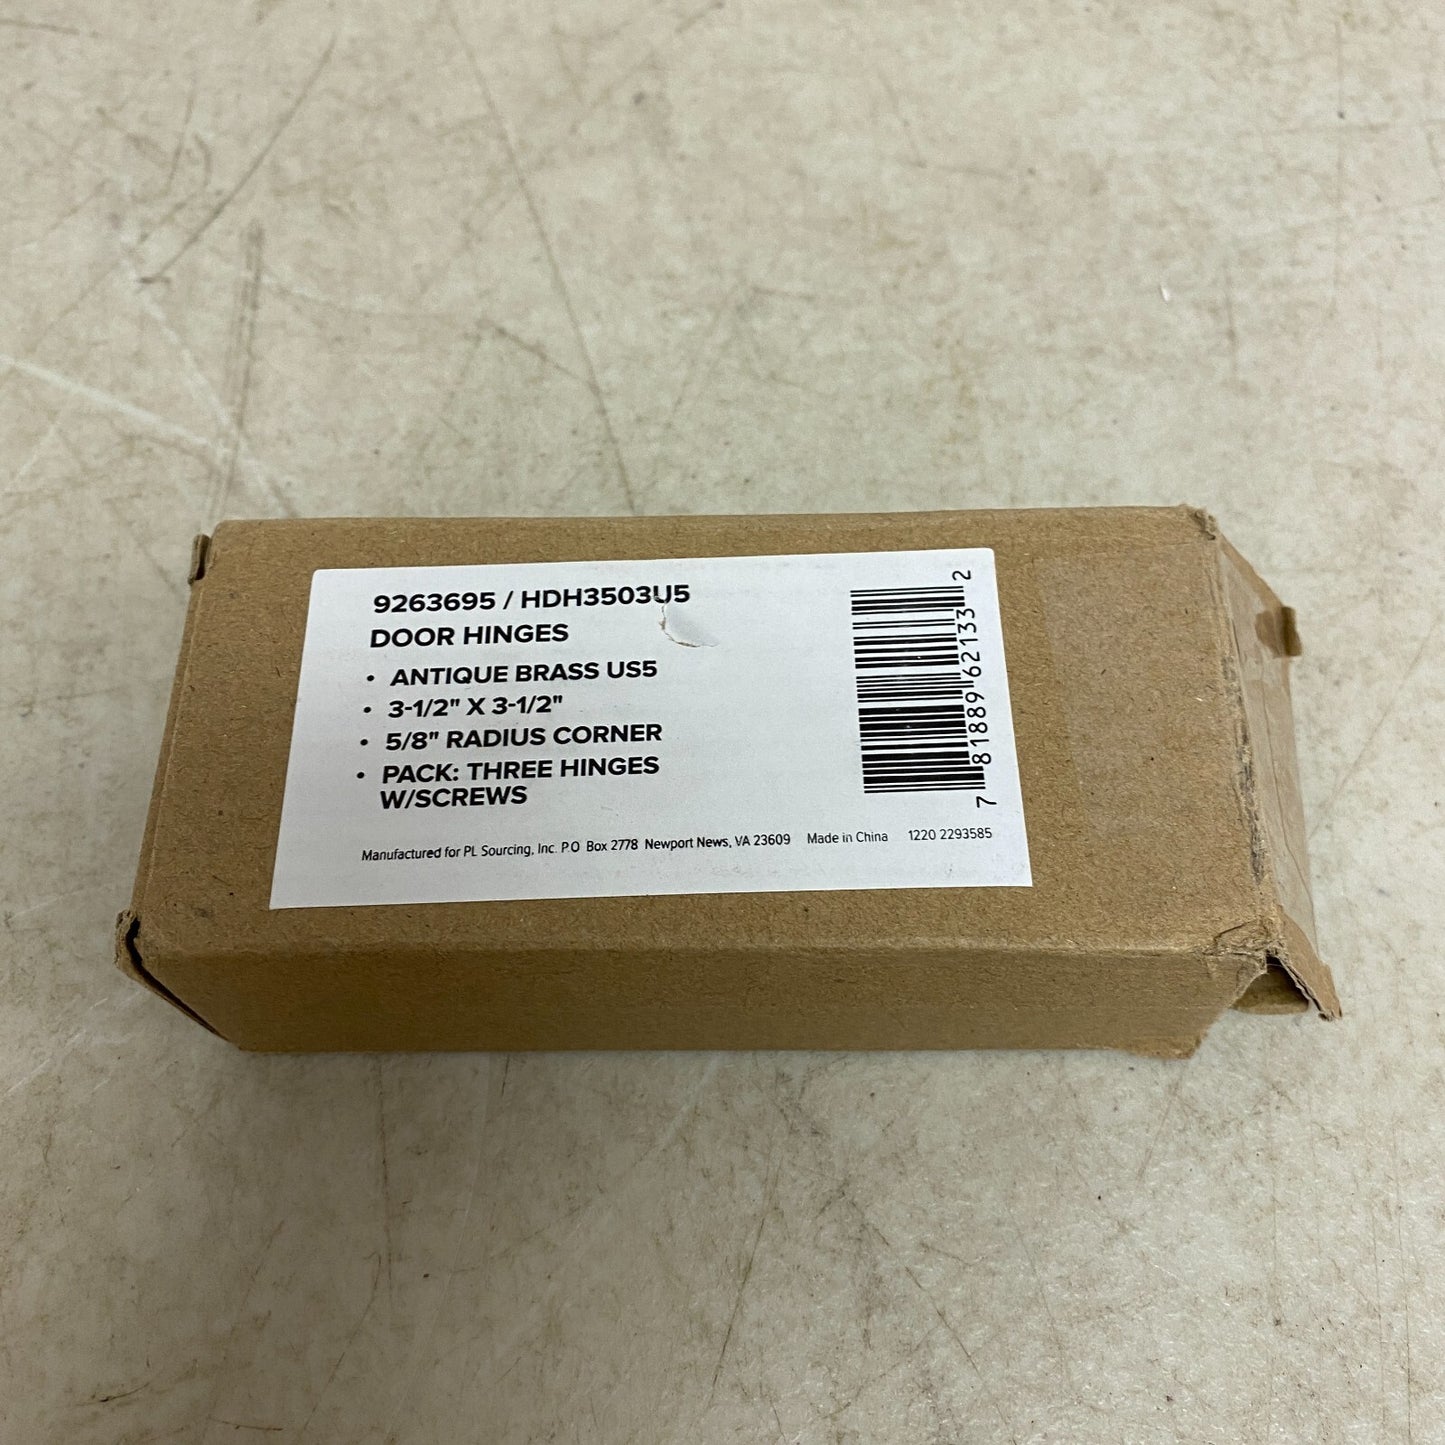 9263695 / HDH3503U5
DOOR HINGES
• ANTIQUE BRASS US5
• 3-1/2" X 3-1/2"
• 5/8" RADIUS CORNER
• PACK: THREE HINGES
W/SCREWS
Manufactured for PL Sourcing, Inc. P.O Box 2778 Newport News, VA 23609 Made in China 1220 2293585
7 81889 62133 2